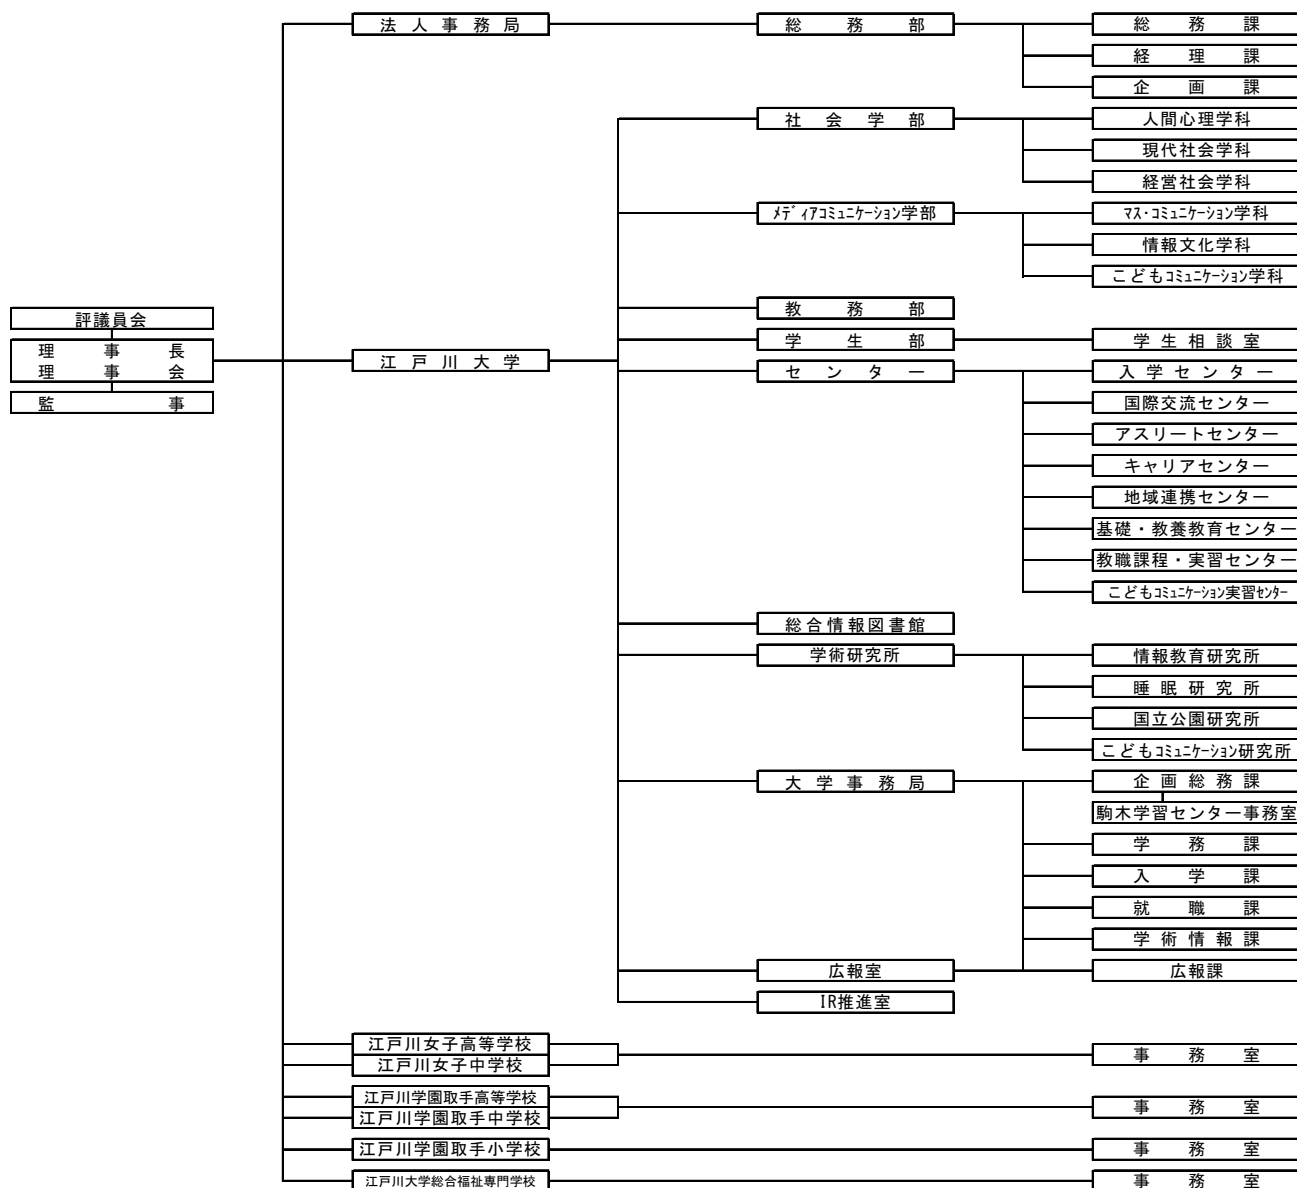 評議員会
理事長
理事会
監事
法人事務局
総務部
総務課
経理課
企画課
江戸川大学
社会学部
人間心理学科
現代社会学科
経営社会学科
ﾒﾃﾞｨｱｺﾐｭﾆｹｰｼｮﾝ学部
ﾏｽ･ｺﾐｭﾆｹｰｼｮﾝ学科
情報文化学科
こどもｺﾐｭﾆｹｰｼｮﾝ学科
教務部
学生部
学生相談室
センター
入学センター
国際交流センター
アスリートセンター
キャリアセンター
地域連携センター
基礎・教養教育センター
教職課程・実習センター
こどもｺﾐｭﾆｹｰｼｮﾝ実習ｾﾝﾀｰ
総合情報図書館
学術研究所
情報教育研究所
睡眠研究所
国立公園研究所
こどもｺﾐｭﾆｹｰｼｮﾝ研究所
大学事務局
企画総務課
駒木学習センター事務室
学務課
入学課
就職課
学術情報課
広報室
広報課
IR推進室
江戸川女子高等学校
江戸川女子中学校
事務室
江戸川学園取手高等学校
江戸川学園取手中学校
事務室
江戸川学園取手小学校
事務室
江戸川大学総合福祉専門学校
事務室